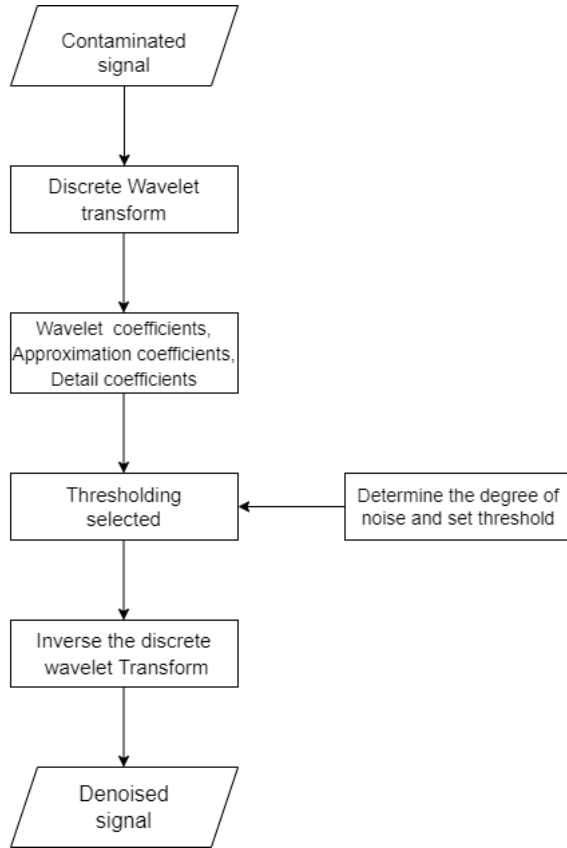 Contaminated
signal
Discrete Wavelet
transform
Wavelet coefficients,
Approximation coefficients,
Detail coefficients
Thresholding
selected
Determine the degree of
noise and set threshold
Inverse the discrete
wavelet Transform
Denoised
signal